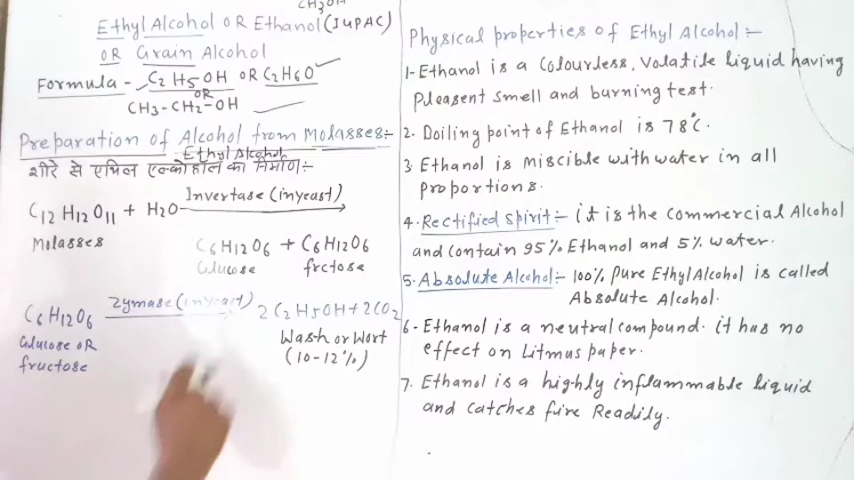 CH3OH
Ethyl Alcohol OR Ethanol (IUPAC)
OR Grain Alcohol
Formula - C2H5OH OR C2H6O
OR
CH3-CH2-OH
Preparation of Alcohol from Molasses:-
Ethyl Alcohol
शीरे से एथिल एल्कोहॉल का निर्माण:-
Invertase (in yeast)
C12H12O11 + H2O
Molasses
C6H12O6 + C6H12O6
Glucose frctose
Zymase (in yeast)
C6H12O6 2C2H5OH + 2CO2
Glucose OR
fructose
Wash or Wort
(10-12%)
Physical properties of Ethyl Alcohol:-
1- Ethanol is a Colourless, Volatile liquid having
pleasent smell and burning test.
2. Boiling point of Ethanol is 78°C.
3. Ethanol is miscible with water in all
proportions.
4. Rectified spirit:- it is the commercial Alcohol
and contain 95% Ethanol and 5% water.
5. Absolute Alcohol:- 100% pure Ethyl Alcohol is called
Absolute Alcohol.
6- Ethanol is a neutral compound. it has no
effect on Litmus paper.
7. Ethanol is a highly inflammable liquid
and catches fire Readily.